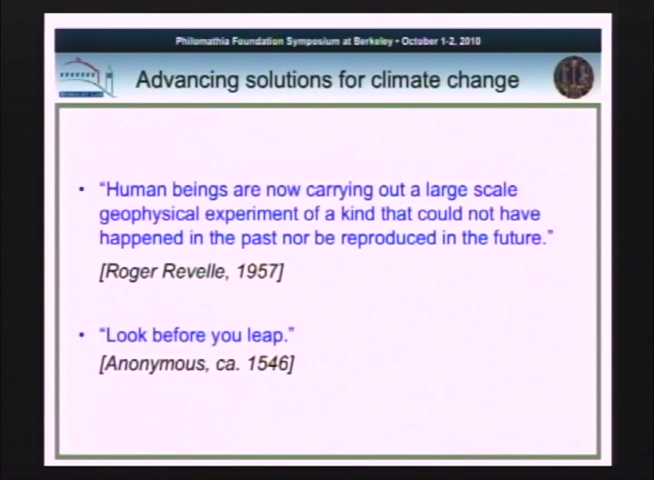 Philomathia Foundation Symposium at Berkeley • October 1-2, 2010
Advancing solutions for climate change
• “Human beings are now carrying out a large scale
geophysical experiment of a kind that could not have
happened in the past nor be reproduced in the future.”
[Roger Revelle, 1957]
• “Look before you leap.”
[Anonymous, ca. 1546]